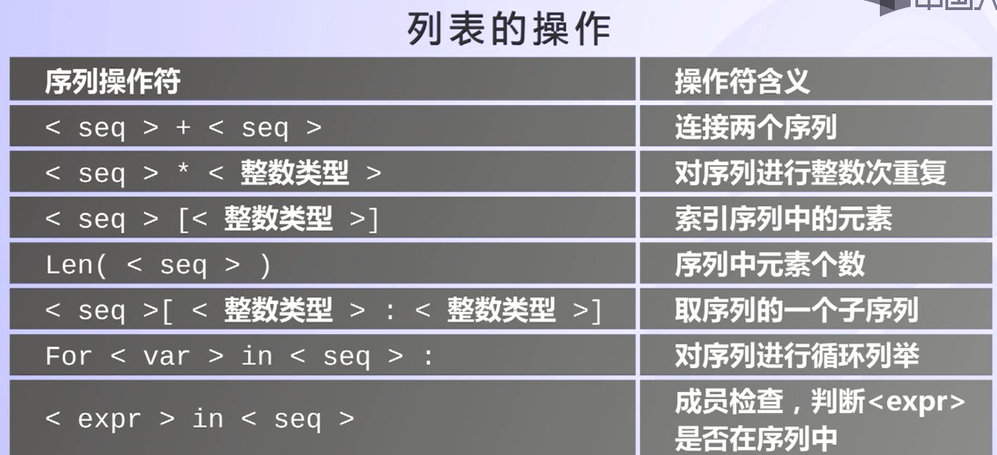 列表的操作
序列操作符 操作符含义
< seq > + < seq > 连接两个序列
< seq > * < 整数类型 > 对序列进行整数次重复
< seq > [< 整数类型 >] 索引序列中的元素
Len( < seq > ) 序列中元素个数
< seq >[ < 整数类型 > : < 整数类型 >] 取序列的一个子序列
For < var > in < seq > : 对序列进行循环列举
< expr > in < seq > 成员检查，判断<expr>
是否在序列中